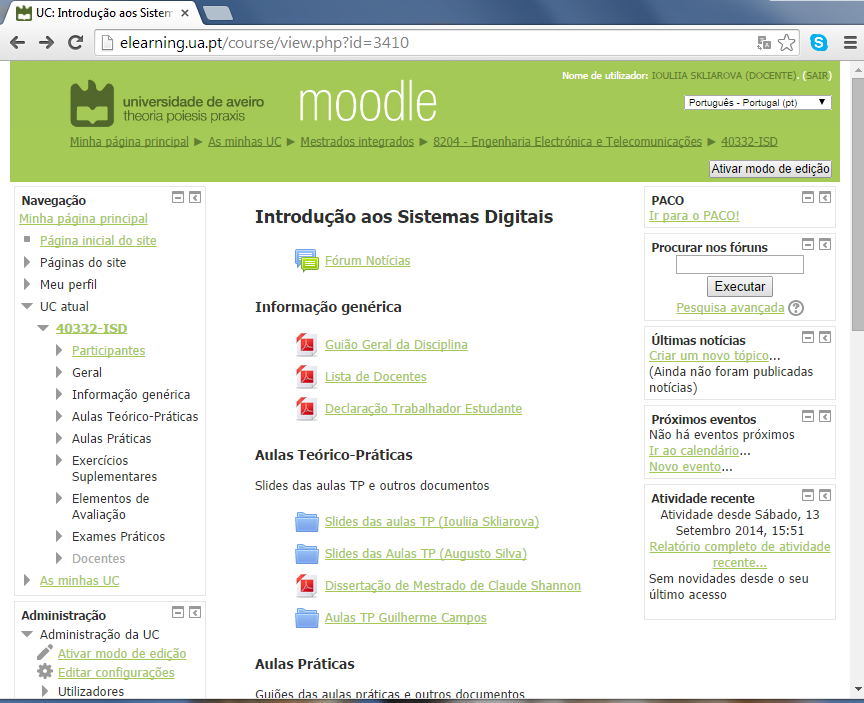 UC: Introdução aos Sistem
elearning.ua.pt/course/view.php?id=3410
Nome de utilizador: IOULIIA SKLIAROVA (DOCENTE). (SAIR)
universidade de aveiro
theoria poiesis praxis
moodle
Português - Portugal (pt)
Minha página principal ► As minhas UC ► Mestrados integrados ► 8204 - Engenharia Electrónica e Telecomunicações ► 40332-ISD
Ativar modo de edição
Navegação
Minha página principal
Página inicial do site
Páginas do site
Meu perfil
UC atual
40332-ISD
Participantes
Geral
Informação genérica
Aulas Teórico-Práticas
Aulas Práticas
Exercícios
Suplementares
Elementos de
Avaliação
Exames Práticos
Docentes
As minhas UC
Administração
Administração da UC
Ativar modo de edição
Editar configurações
Utilizadores
Introdução aos Sistemas Digitais
Fórum Notícias
Informação genérica
Guião Geral da Disciplina
Lista de Docentes
Declaração Trabalhador Estudante
Aulas Teórico-Práticas
Slides das aulas TP e outros documentos
Slides das aulas TP (Iouliia Skliarova)
Slides das Aulas TP (Augusto Silva)
Dissertação de Mestrado de Claude Shannon
Aulas TP Guilherme Campos
Aulas Práticas
Guiões das aulas práticas e outros documentos
PACO
Ir para o PACO!
Procurar nos fóruns
Executar
Pesquisa avançada
Últimas notícias
Criar um novo tópico...
(Ainda não foram publicadas
notícias)
Próximos eventos
Não há eventos próximos
Ir ao calendário...
Novo evento...
Atividade recente
Atividade desde Sábado, 13
Setembro 2014, 15:51
Relatório completo de atividade
recente...
Sem novidades desde o seu
último acesso